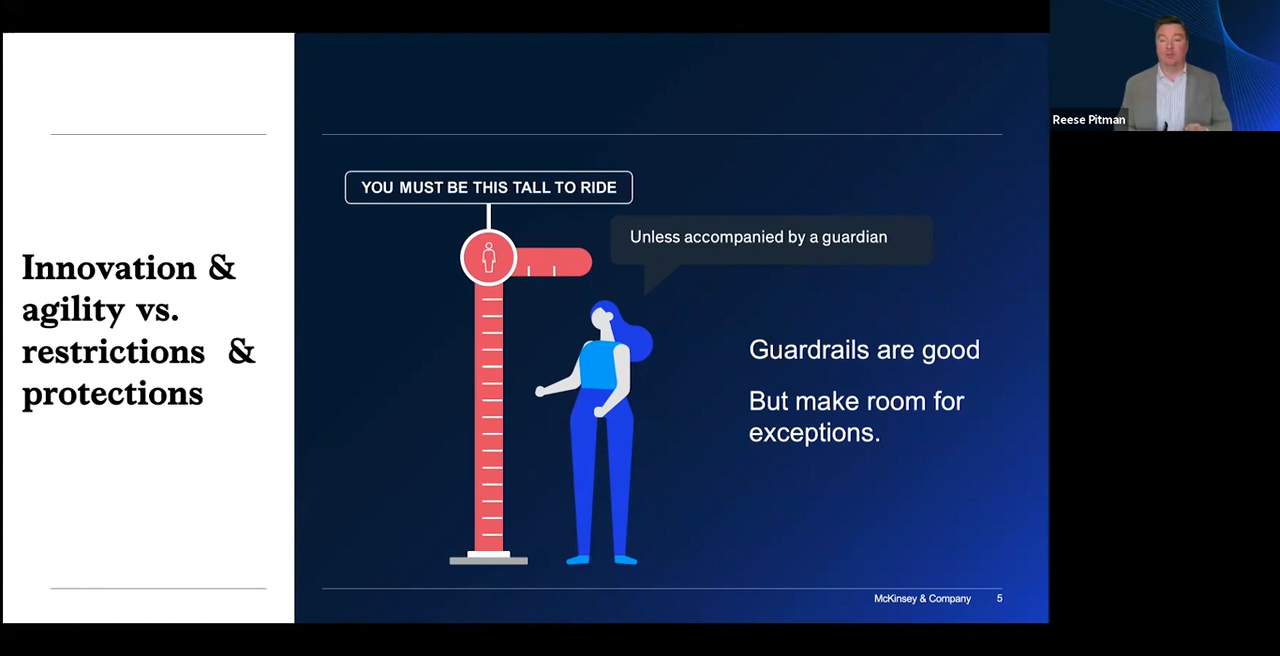 Innovation &
agility vs.
restrictions &
protections
YOU MUST BE THIS TALL TO RIDE
Unless accompanied by a guardian
Guardrails are good
But make room for
exceptions.
McKinsey & Company 5
Reese Pitman